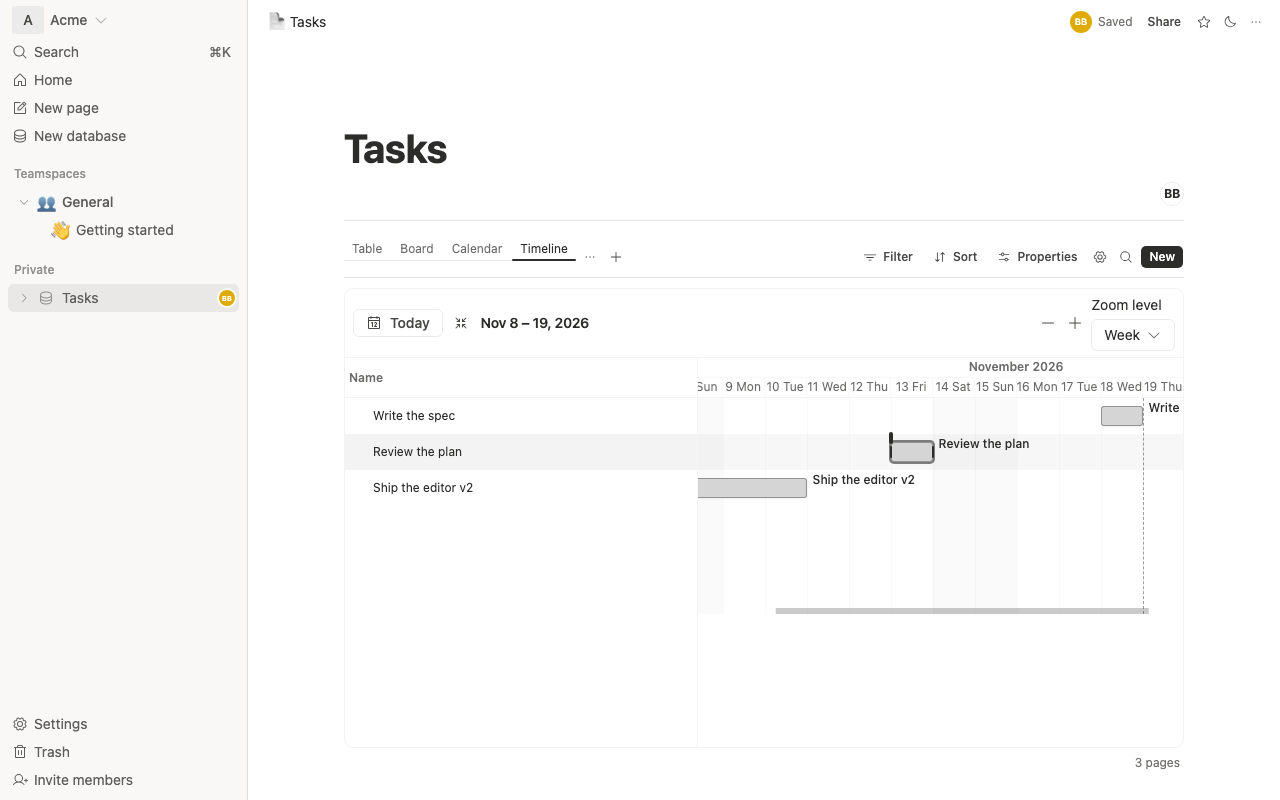 A Acme
Search ⌘K
Home
New page
New database
Teamspaces
General
Getting started
Private
Tasks BB
Settings
Trash
Invite members
Tasks
BB Saved Share
Tasks
BB
Table Board Calendar Timeline
Filter Sort Properties New
12 Today Nov 8 – 19, 2026
Zoom level
Week
Name
November 2026
Sun 9 Mon 10 Tue 11 Wed 12 Thu 13 Fri 14 Sat 15 Sun 16 Mon 17 Tue 18 Wed 19 Thu
Write the spec Write
Review the plan Review the plan
Ship the editor v2 Ship the editor v2
3 pages